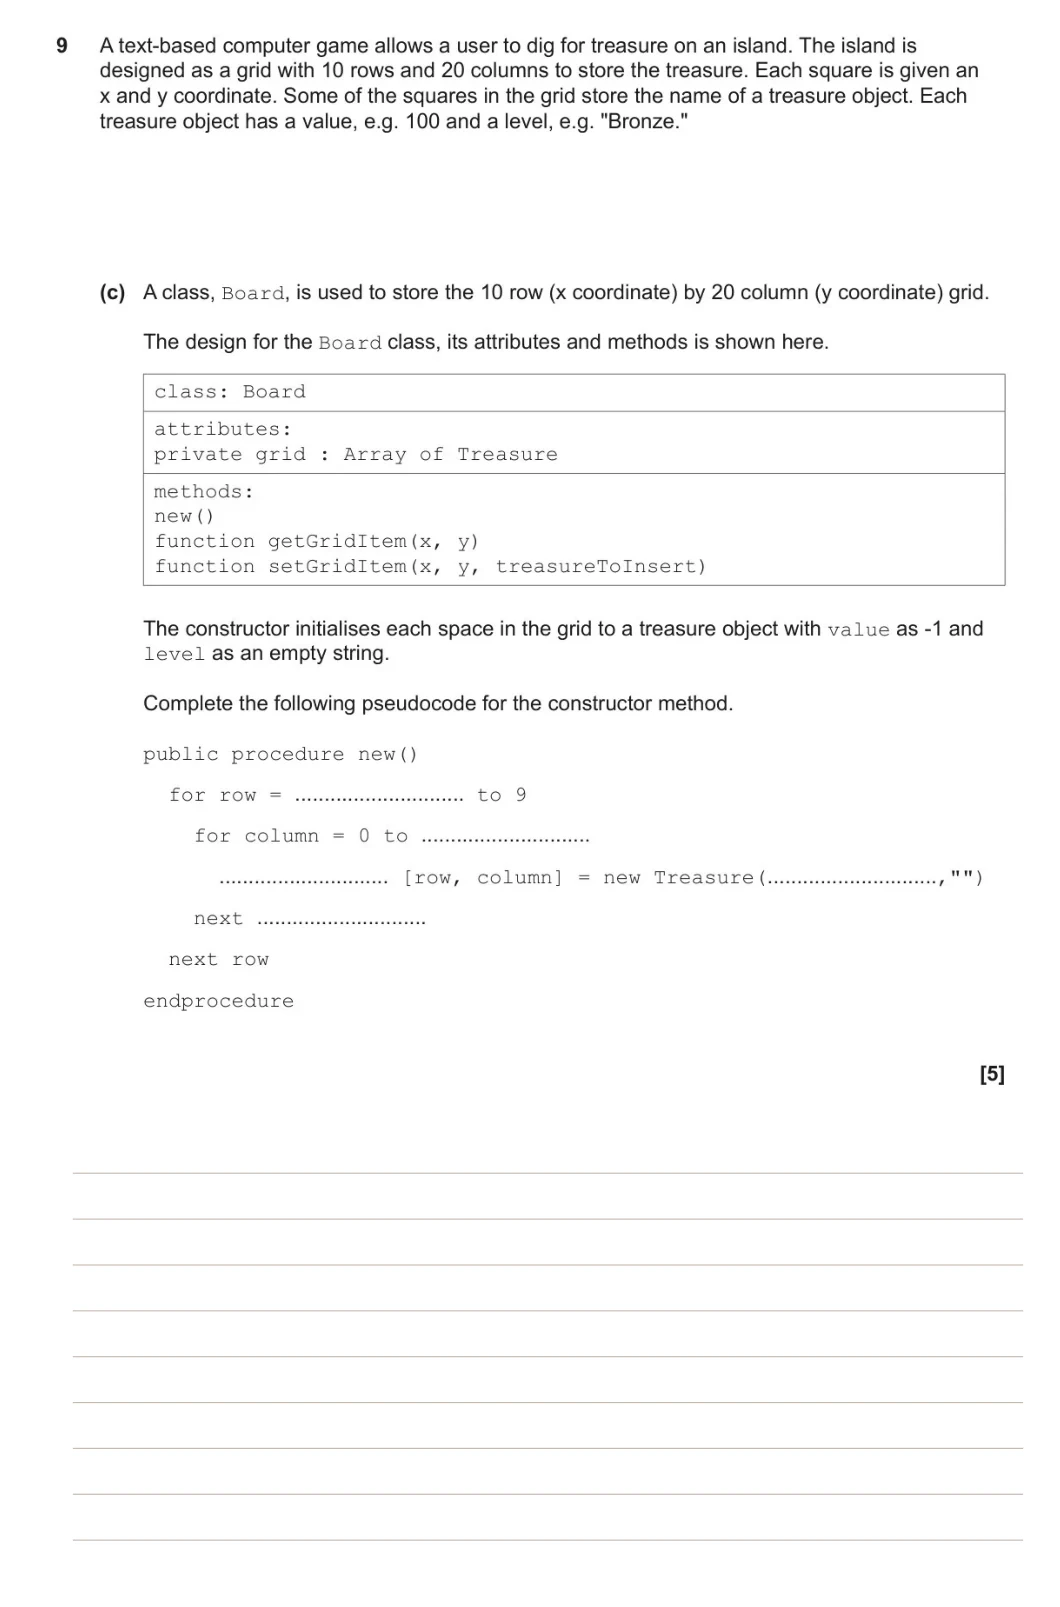 9 A text-based computer game allows a user to dig for treasure on an island. The island is
designed as a grid with 10 rows and 20 columns to store the treasure. Each square is given an
x and y coordinate. Some of the squares in the grid store the name of a treasure object. Each
treasure object has a value, e.g. 100 and a level, e.g. "Bronze."
(c) A class, Board, is used to store the 10 row (x coordinate) by 20 column (y coordinate) grid.
The design for the Board class, its attributes and methods is shown here.
class: Board
attributes:
private grid : Array of Treasure
methods:
new()
function getGridItem(x, y)
function setGridItem(x, y, treasureToInsert)
The constructor initialises each space in the grid to a treasure object with value as -1 and
level as an empty string.
Complete the following pseudocode for the constructor method.
public procedure new()
for row = ............................. to 9
for column = 0 to .............................
............................. [row, column] = new Treasure(.............................,"")
next .............................
next row
endprocedure
[5]